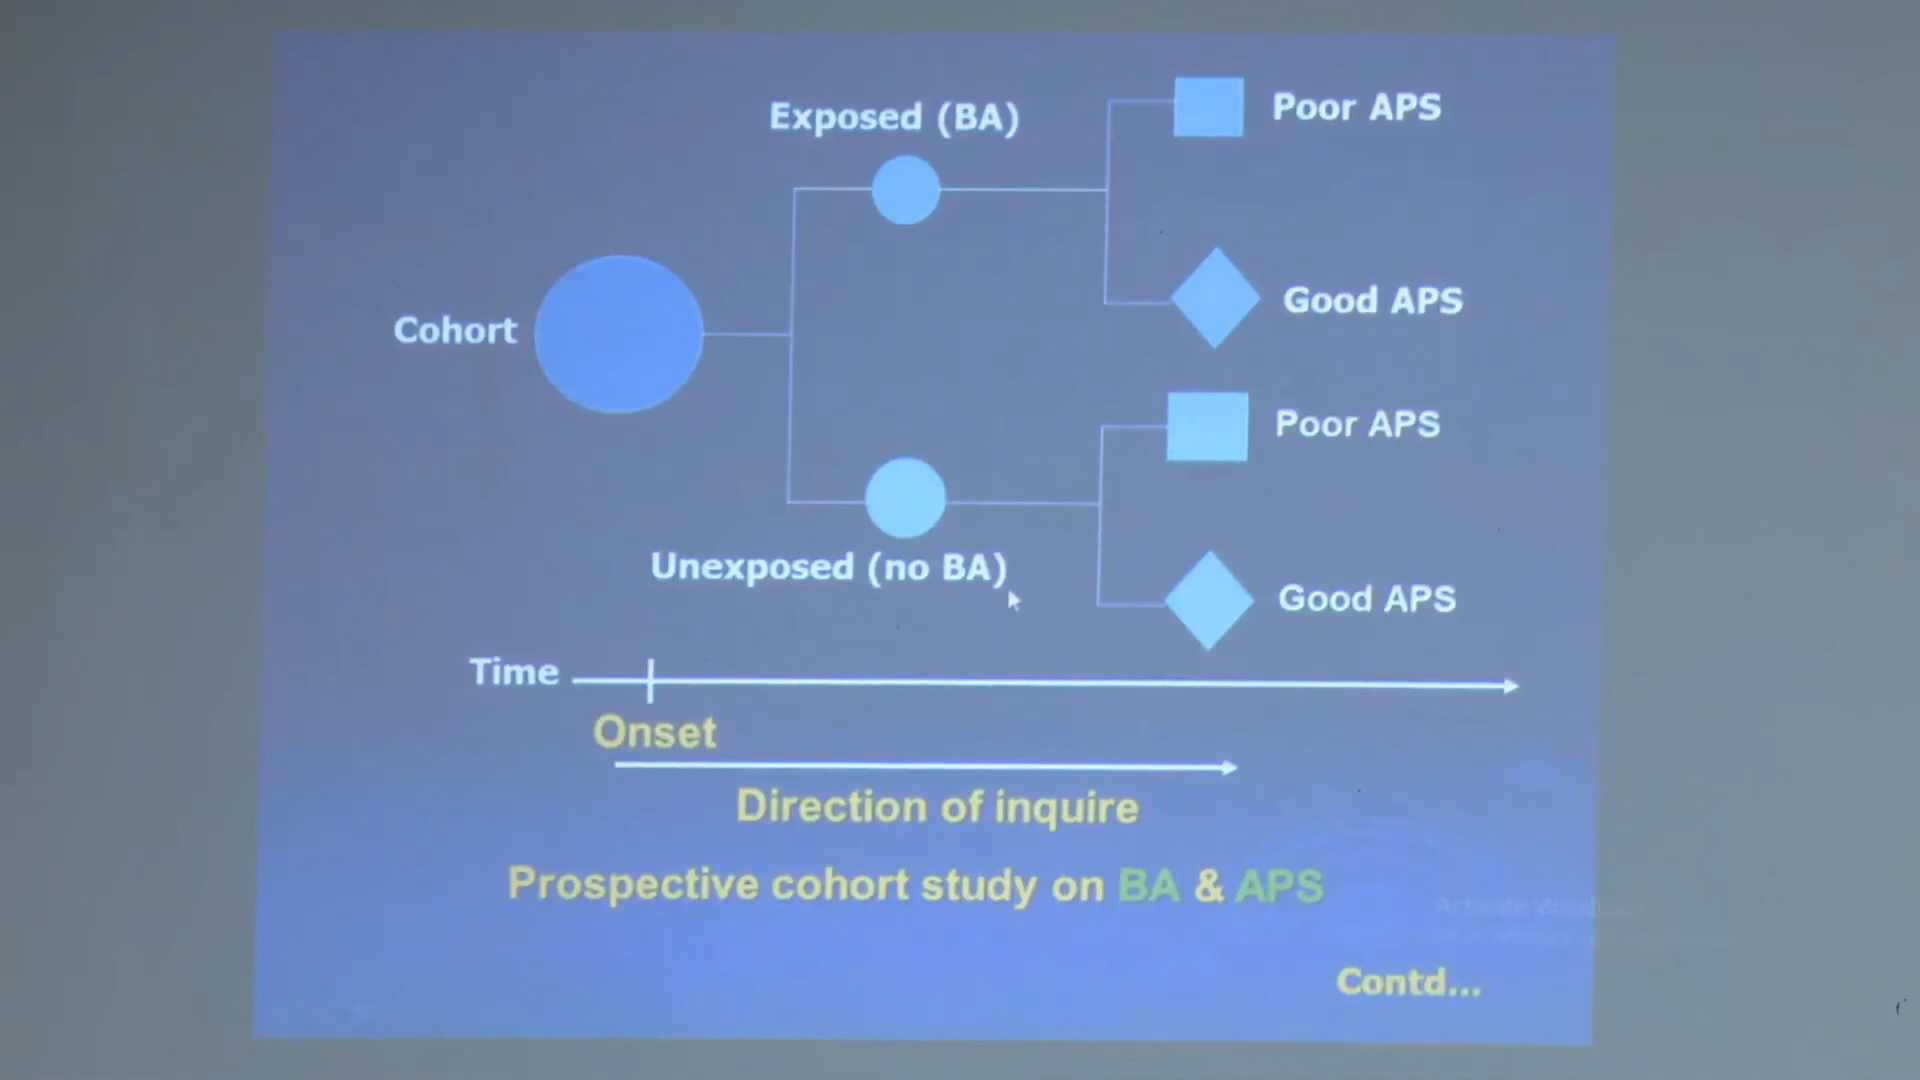 Exposed (BA)
Poor APS
Good APS
Cohort
Poor APS
Unexposed (no BA)
Good APS
Time
Onset
Direction of inquire
Prospective cohort study on BA & APS
Contd...